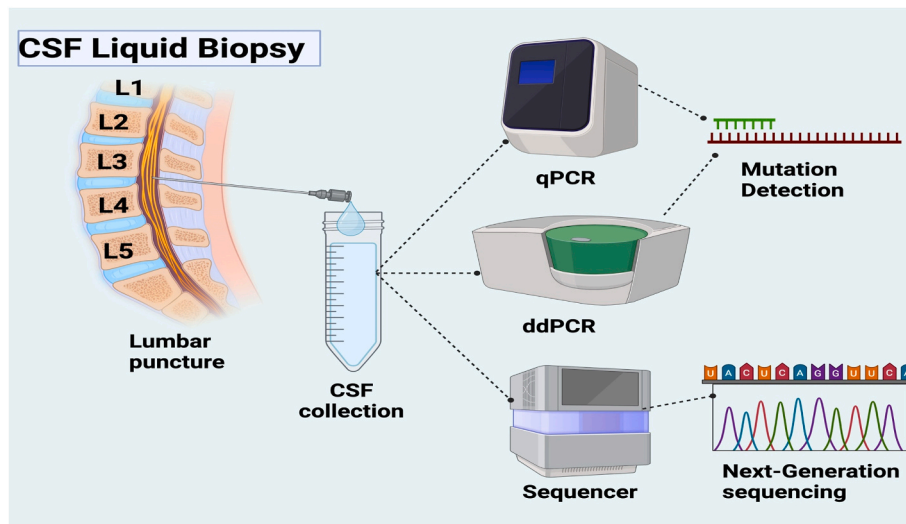 CSF Liquid Biopsy
L1
L2
L3
L4
L5
Lumbar
puncture
CSF
collection
qPCR
ddPCR
Sequencer
Mutation
Detection
U A C U C A G G U U C A
Next-Generation
sequencing